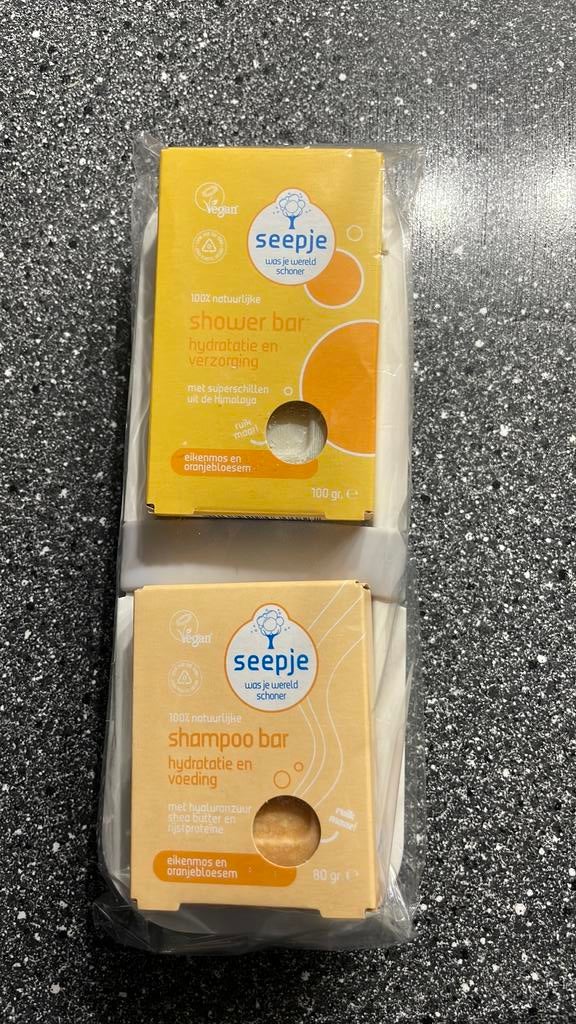 Vegan
seepje
was je wereld
schoner
100% natuurlijke
shower bar
hydratatie en
verzorging
met superschillen
uit de Himalaya
ruik
maar!
eikenmos en
oranjebloesem
100 gr. ℮
Vegan
seepje
was je wereld
schoner
100% natuurlijke
shampoo bar
hydratatie en
voeding
met hyaluronzuur
shea butter en
rijstproteïne
ruik
maar!
eikenmos en
oranjebloesem
80 gr. ℮